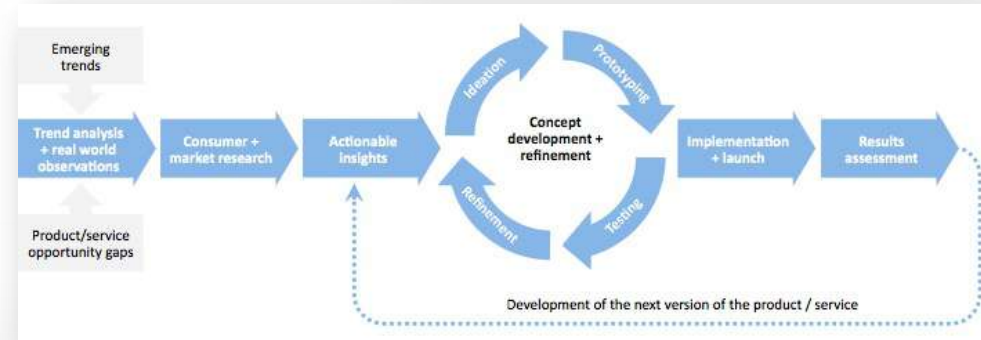 Emerging
trends
Trend analysis
+ real world
observations
Product/service
opportunity gaps
Consumer +
market research
Actionable
insights
Ideation
Prototyping
Concept
development +
refinement
Testing
Refinement
Implementation
+ launch
Results
assessment
Development of the next version of the product / service